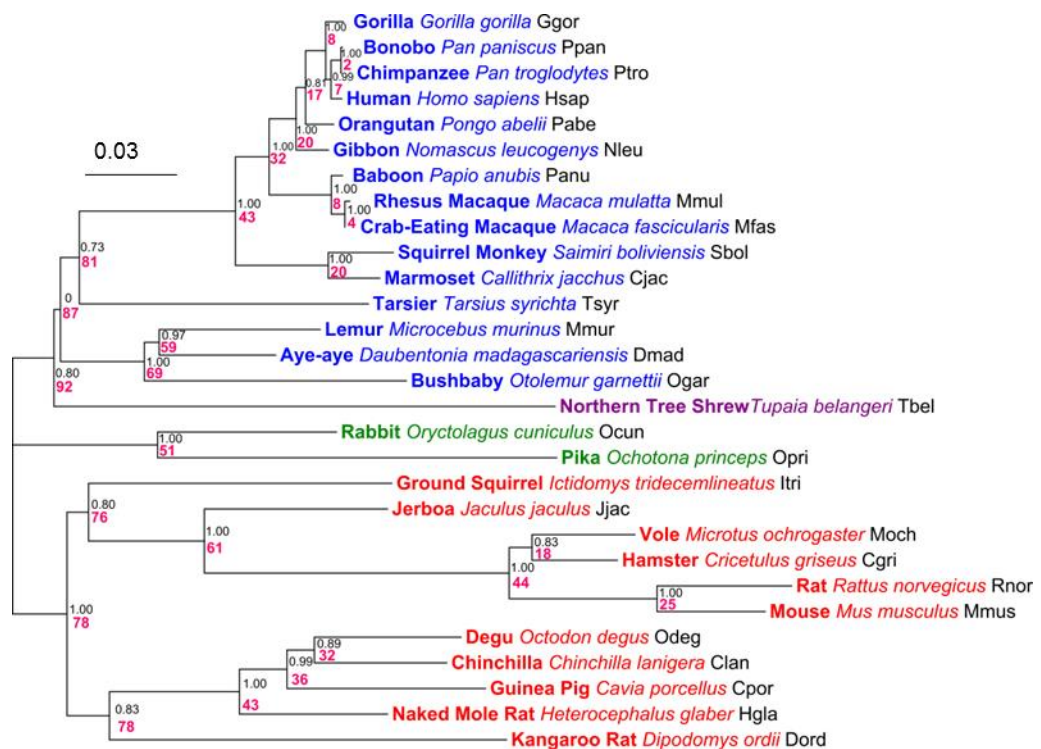 1.00
Gorilla Gorilla gorilla Ggor
8
1.00
Bonobo Pan paniscus Ppan
2
0.81
0.99
Chimpanzee Pan troglodytes Ptro
17
7
Human Homo sapiens Hsap
1.00
Orangutan Pongo abelii Pabe
20
0.03
1.00
Gibbon Nomascus leucogenys Nleu
32
1.00
Baboon Papio anubis Panu
8
Rhesus Macaque Macaca mulatta Mmul
1.00
43
1.00
4
Crab-Eating Macaque Macaca fascicularis Mfas
0.73
81
Squirrel Monkey Saimiri boliviensis Sbol
1.00
20
Marmoset Callithrix jacchus Cjac
0
87
Tarsier Tarsius syrichta Tsyr
Lemur Microcebus murinus Mmur
0.97
59
Aye-aye Daubentonia madagascariensis Dmad
1.00
69
0.80
92
Bushbaby Otolemur garnettii Ogar
Northern Tree ShrewTupaia belangeri Tbel
Rabbit Oryctolagus cuniculus Ocun
1.00
51
Pika Ochotona princeps Opri
Ground Squirrel Ictidomys tridecemlineatus Itri
0.80
76
Jerboa Jaculus jaculus Jjac
1.00
61
Vole Microtus ochrogaster Moch
0.83
18
Hamster Cricetulus griseus Cgri
1.00
44
Rat Rattus norvegicus Rnor
1.00
25
Mouse Mus musculus Mmus
1.00
78
Degu Octodon degus Odeg
0.89
32
Chinchilla Chinchilla lanigera Clan
0.99
36
Guinea Pig Cavia porcellus Cpor
1.00
43
Naked Mole Rat Heterocephalus glaber Hgla
0.83
78
Kangaroo Rat Dipodomys ordii Dord